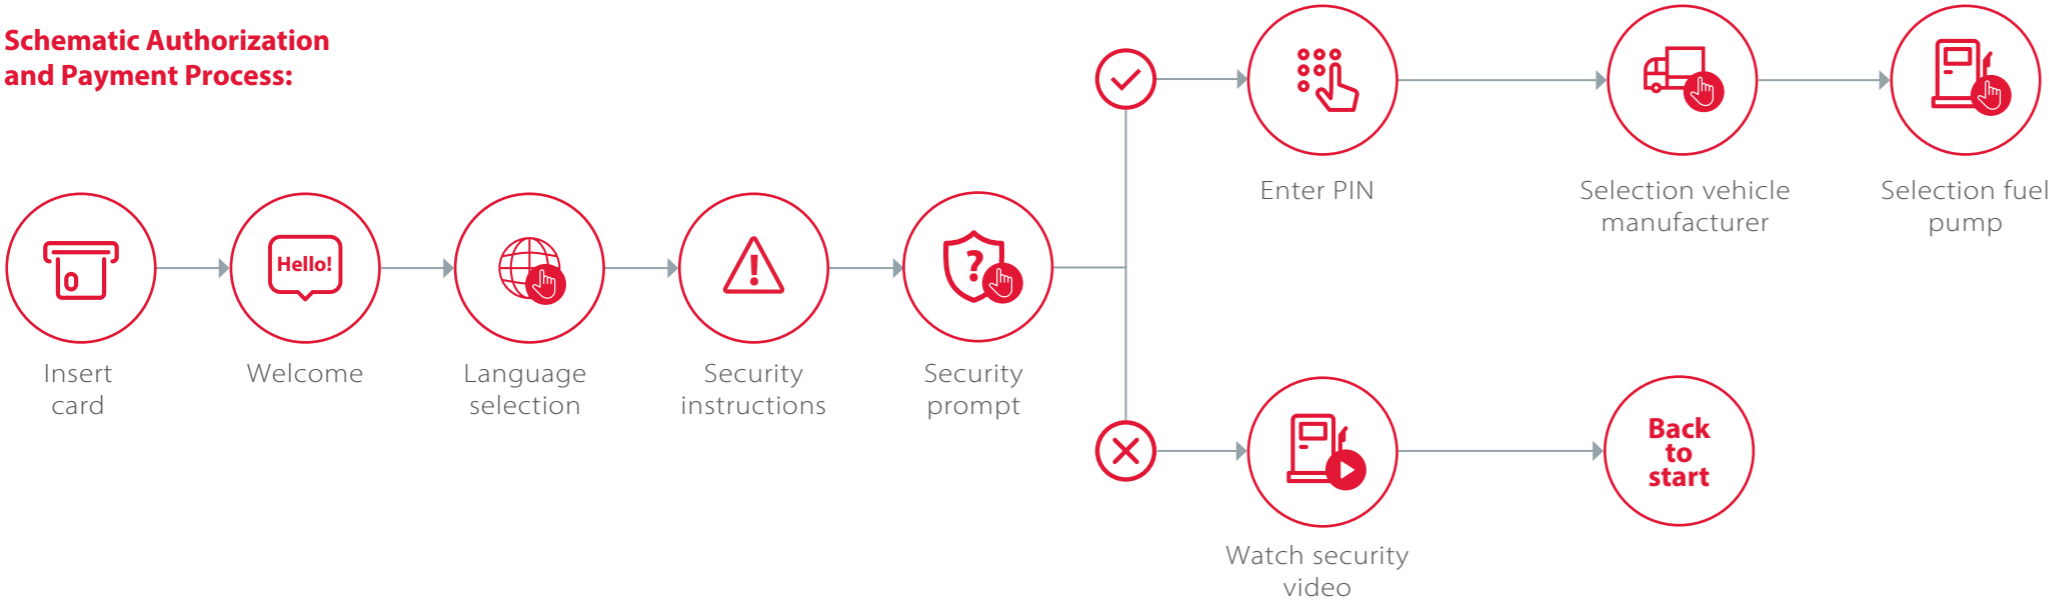 Schematic Authorization
and Payment Process:
Enter PIN
Selection vehicle
manufacturer
Selection fuel
pump
Hello!
?
!
Insert
card
Welcome
Language
selection
Security
instructions
Security
prompt
Back
to
start
Watch security
video